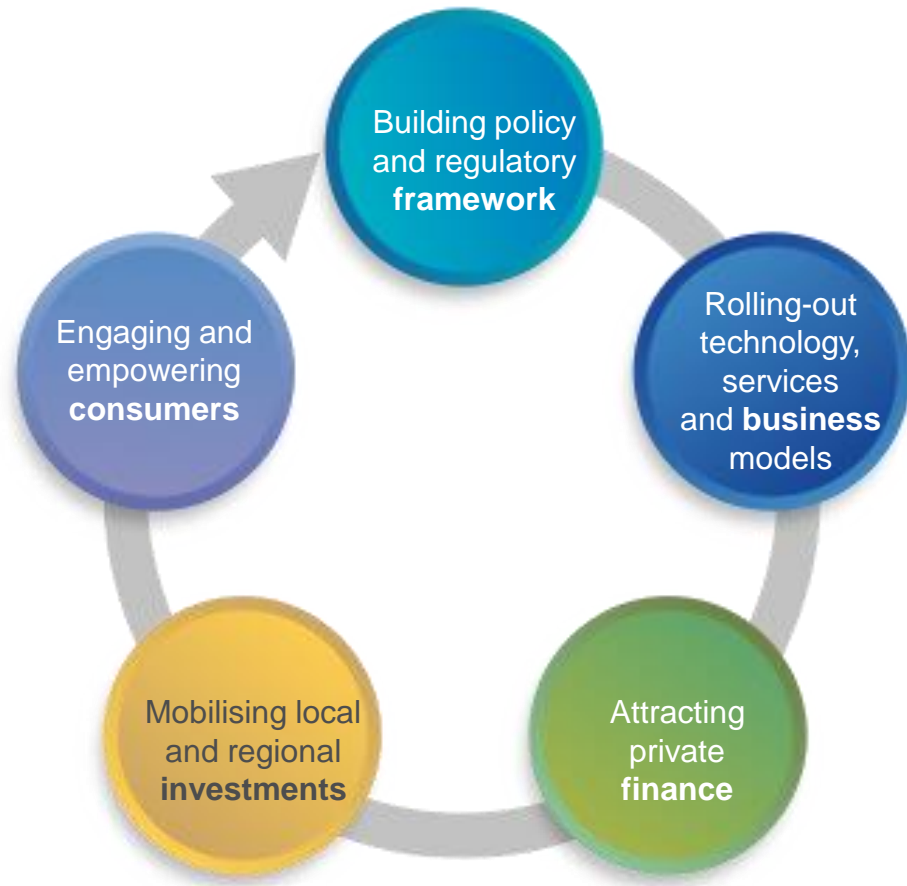 Building policy
and regulatory
framework
Rolling-out
technology,
services
and business
models
Attracting
private
finance
Mobilising local
and regional
investments
Engaging and
empowering
consumers